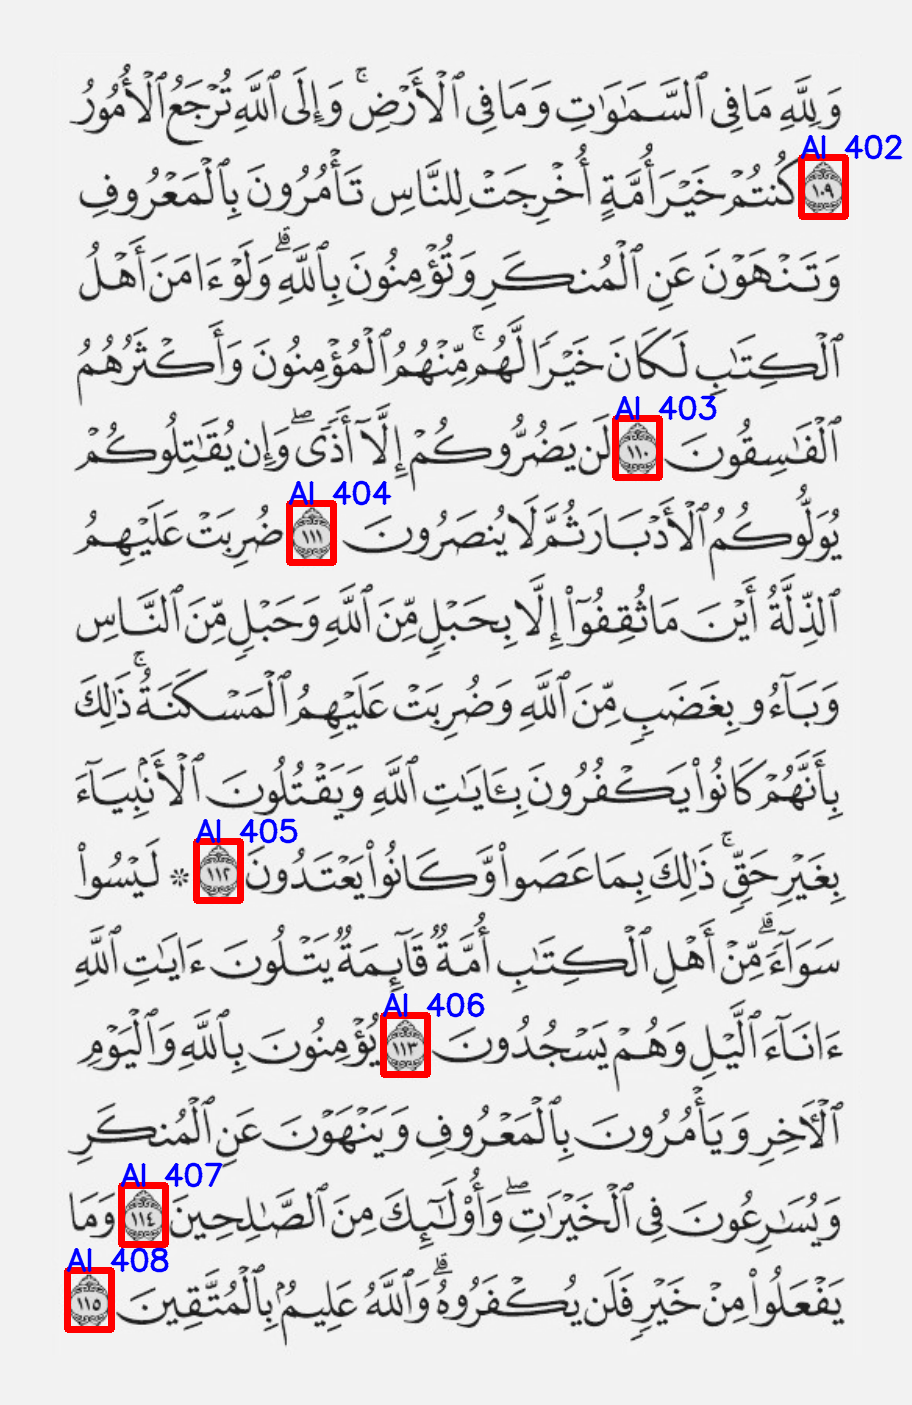 وَلِلَّهِ مَا فِي ٱلسَّمَٰوَٰتِ وَمَا فِي ٱلْأَرْضِۚ وَإِلَى ٱللَّهِ تُرْجَعُ ٱلْأُمُورُ
AI 402
١٠٩ كُنتُمْ خَيْرَ أُمَّةٍ أُخْرِجَتْ لِلنَّاسِ تَأْمُرُونَ بِٱلْمَعْرُوفِ
وَتَنْهَوْنَ عَنِ ٱلْمُنكَرِ وَتُؤْمِنُونَ بِٱللَّهِۗ وَلَوْ ءَامَنَ أَهْلُ
ٱلْكِتَٰبِ لَكَانَ خَيْرًا لَّهُمۚ مِّنْهُمُ ٱلْمُؤْمِنُونَ وَأَكْثَرُهُمُ
AI 403
ٱلْفَٰسِقُونَ ١١٠ لَن يَضُرُّوكُمْ إِلَّآ أَذًىۖ وَإِن يُقَٰتِلُوكُمْ
AI 404
يُوَلُّوكُمُ ٱلْأَدْبَارَ ثُمَّ لَا يُنصَرُونَ ١١١ ضُرِبَتْ عَلَيْهِمُ
ٱلذِّلَّةُ أَيْنَ مَا ثُقِفُوٓا۟ إِلَّا بِحَبْلٍ مِّنَ ٱللَّهِ وَحَبْلٍ مِّنَ ٱلنَّاسِ
وَبَآءُو بِغَضَبٍ مِّنَ ٱللَّهِ وَضُرِبَتْ عَلَيْهِمُ ٱلْمَسْكَنَةُۚ ذَٰلِكَ
بِأَنَّهُمْ كَانُوا۟ يَكْفُرُونَ بِـَٔايَٰتِ ٱللَّهِ وَيَقْتُلُونَ ٱلْأَنۢبِيَآءَ
AI 405
بِغَيْرِ حَقٍّۚ ذَٰلِكَ بِمَا عَصَوا۟ وَّكَانُوا۟ يَعْتَدُونَ ١١٢ ۞ لَيْسُوا۟
سَوَآءًۗ مِّنْ أَهْلِ ٱلْكِتَٰبِ أُمَّةٌ قَآئِمَةٌ يَتْلُونَ ءَايَٰتِ ٱللَّهِ
AI 406
ءَانَآءَ ٱلَّيْلِ وَهُمْ يَسْجُدُونَ ١١٣ يُؤْمِنُونَ بِٱللَّهِ وَٱلْيَوْمِ
ٱلْأَخِرِ وَيَأْمُرُونَ بِٱلْمَعْرُوفِ وَيَنْهَوْنَ عَنِ ٱلْمُنكَرِ
AI 407
وَيُسَٰرِعُونَ فِي ٱلْخَيْرَٰتِۖ وَأُو۟لَٰٓئِكَ مِنَ ٱلصَّٰلِحِينَ ١١٤ وَمَا
AI 408
يَفْعَلُوا۟ مِنْ خَيْرٍ فَلَن يُكْفَرُوهُۗ وَٱللَّهُ عَلِيمٌۢ بِٱلْمُتَّقِينَ ١١٥